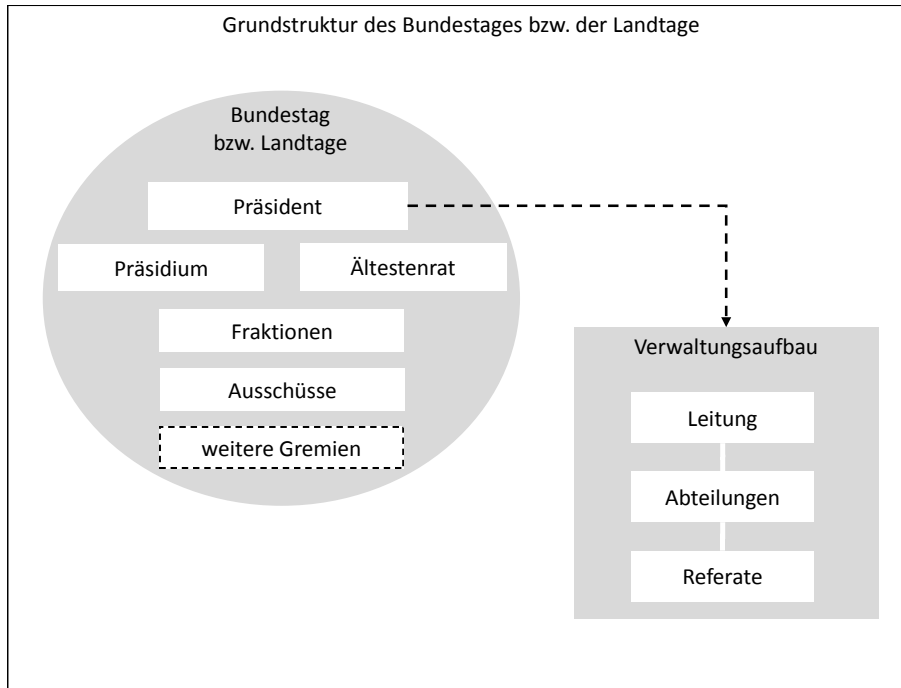 Grundstruktur des Bundestages bzw. der Landtage
Bundestag
bzw. Landtage
Präsident
Präsidium
Ältestenrat
Fraktionen
Ausschüsse
weitere Gremien
Verwaltungsaufbau
Leitung
Abteilungen
Referate